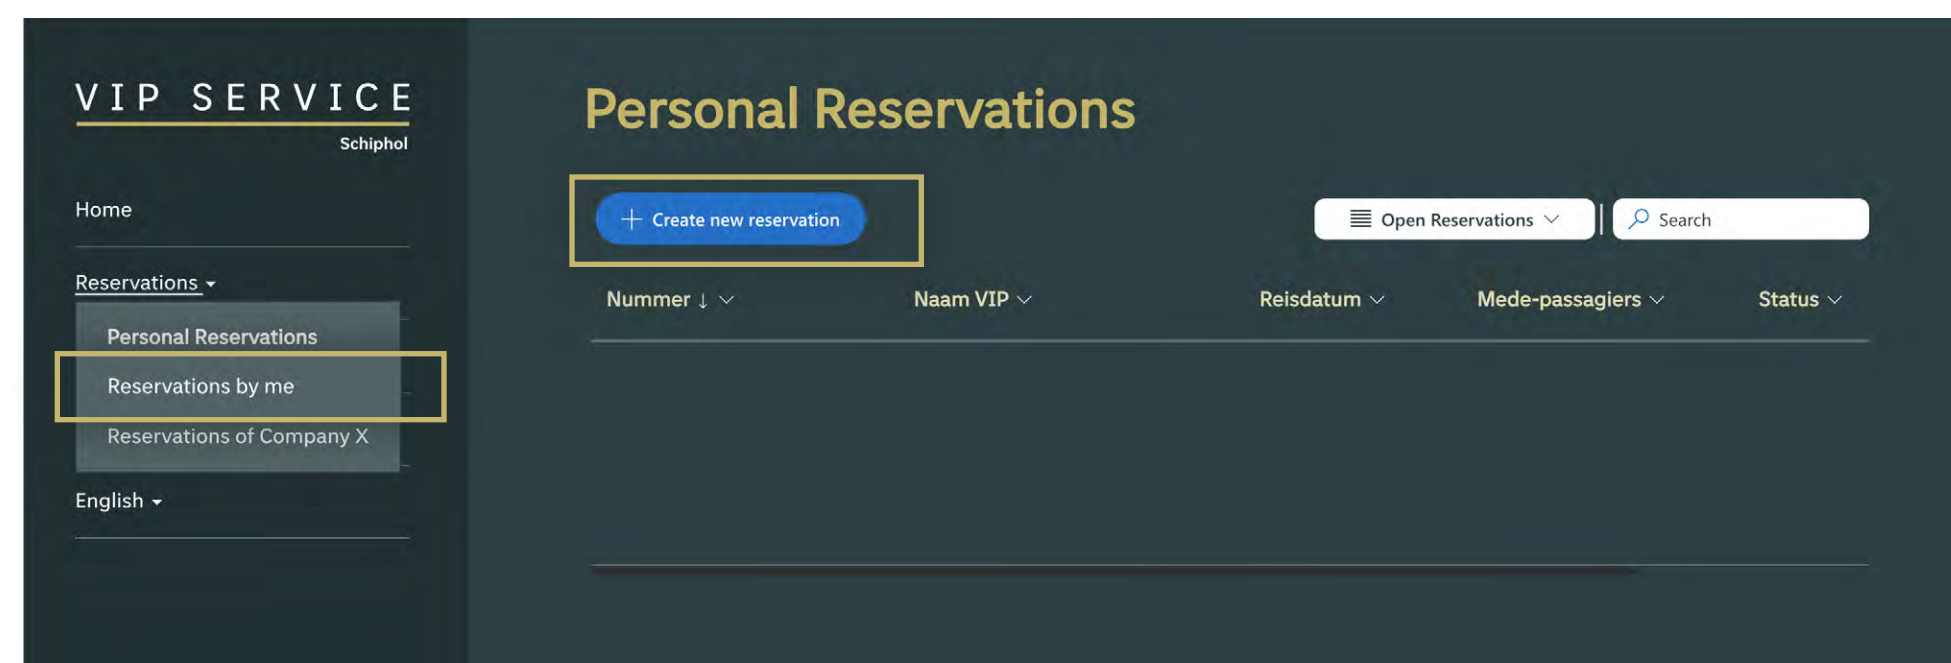 VIP SERVICE
Schiphol
Home
Reservations
Personal Reservations
Reservations by me
Reservations of Company X
English
Personal Reservations
Create new reservation
Open Reservations
Search
Nummer ↓ Naam VIP Reisdatum Mede-passagiers Status